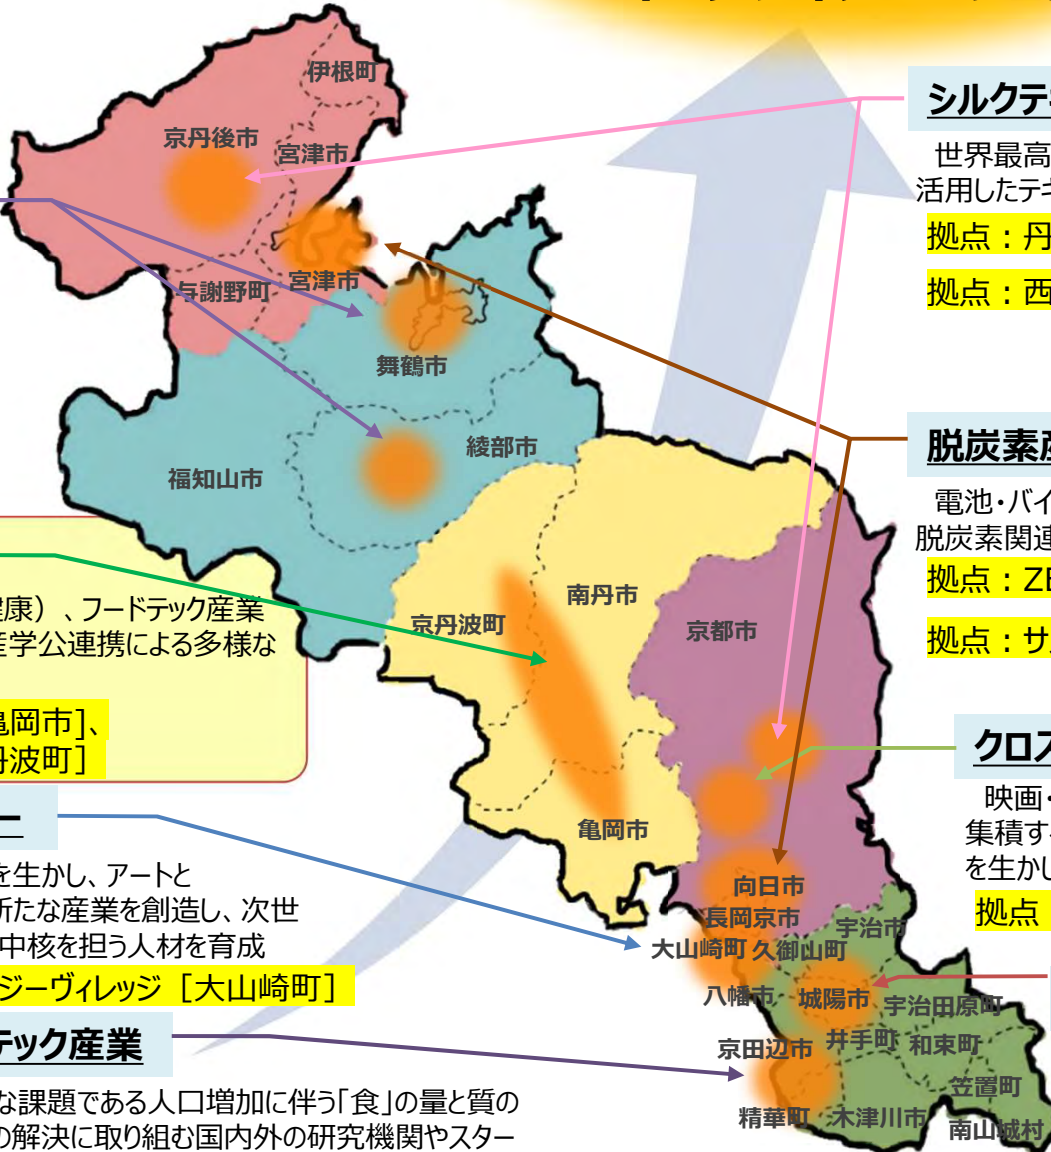 伊根町
京丹後市
宮津市
宮津市
与謝野町
舞鶴市
綾部市
福知山市
南丹市
京丹波町
京都市
亀岡市
向日市
長岡京市
宇治市
大山崎町
久御山町
八幡市
城陽市
宇治田原町
京田辺市
井手町
和束町
笠置町
精華町
木津川市
南山城村
シルクテキ
世界最高
活用したテキ
拠点：丹
拠点：西
脱炭素産
電池・バイ
脱炭素関連
拠点：ZE
拠点：サ
クロス
映画・
集積す
を生かし
拠点
健康）、フードテック産業
産学公連携による多様な
亀岡市]、
丹波町］
ー
を生かし、アートと
新たな産業を創造し、次世
中核を担う人材を育成
ジーヴィレッジ［大山崎町］
テック産業
な課題である人口増加に伴う「食」の量と質の
の解決に取り組む国内外の研究機関やスター